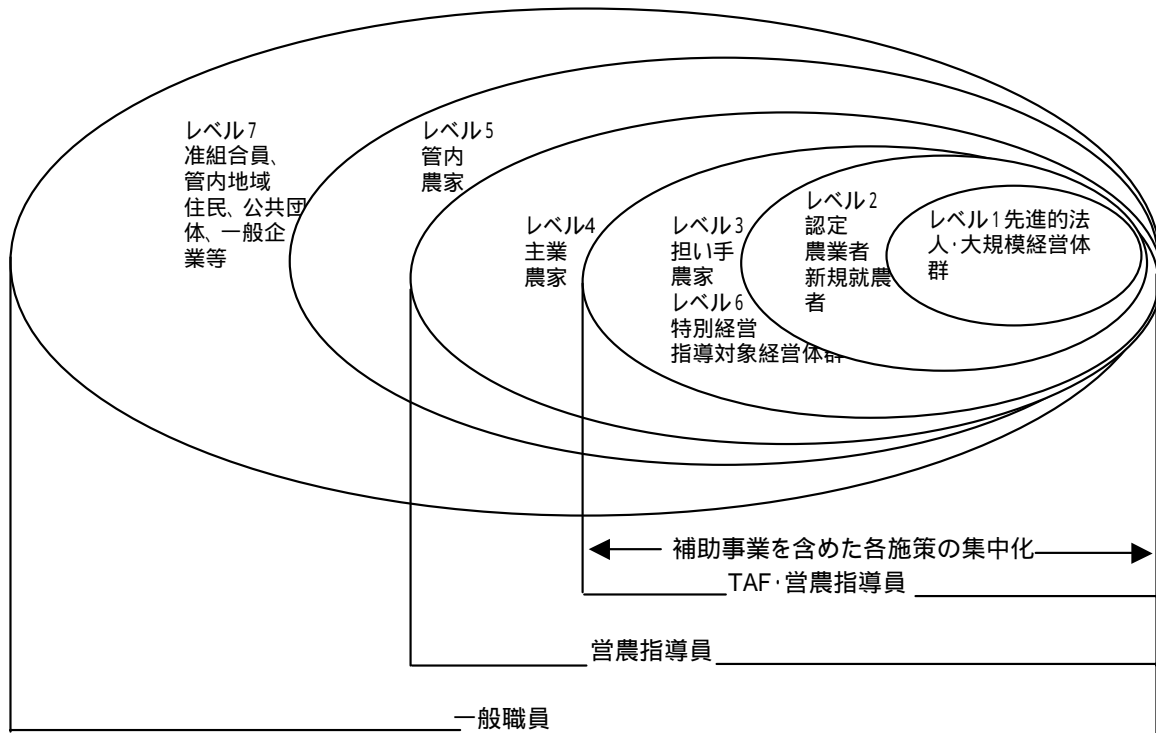 レベル7
准組合員、
管内地域
住民、公共団
体、一般企
業等
レベル5
管内
農家
レベル4
主業
農家
レベル3
担い手
農家
レベル6
特別経営
指導対象経営体群
レベル2
認定
農業者
新規就農
者
レベル1先進的法
人・大規模経営体
群
補助事業を含めた各施策の集中化
TAF・営農指導員
営農指導員
一般職員